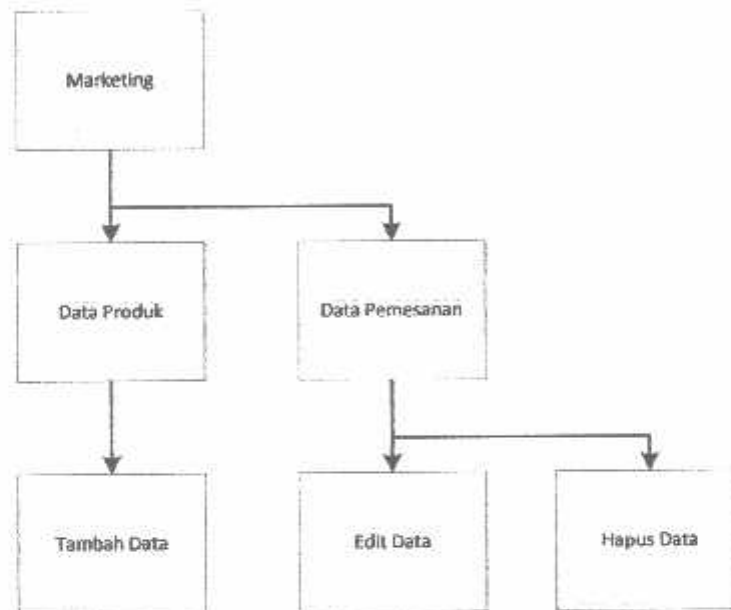 Marketing
Data Produk
Data Pemesanan
Tambah Data
Edit Data
Hapus Data